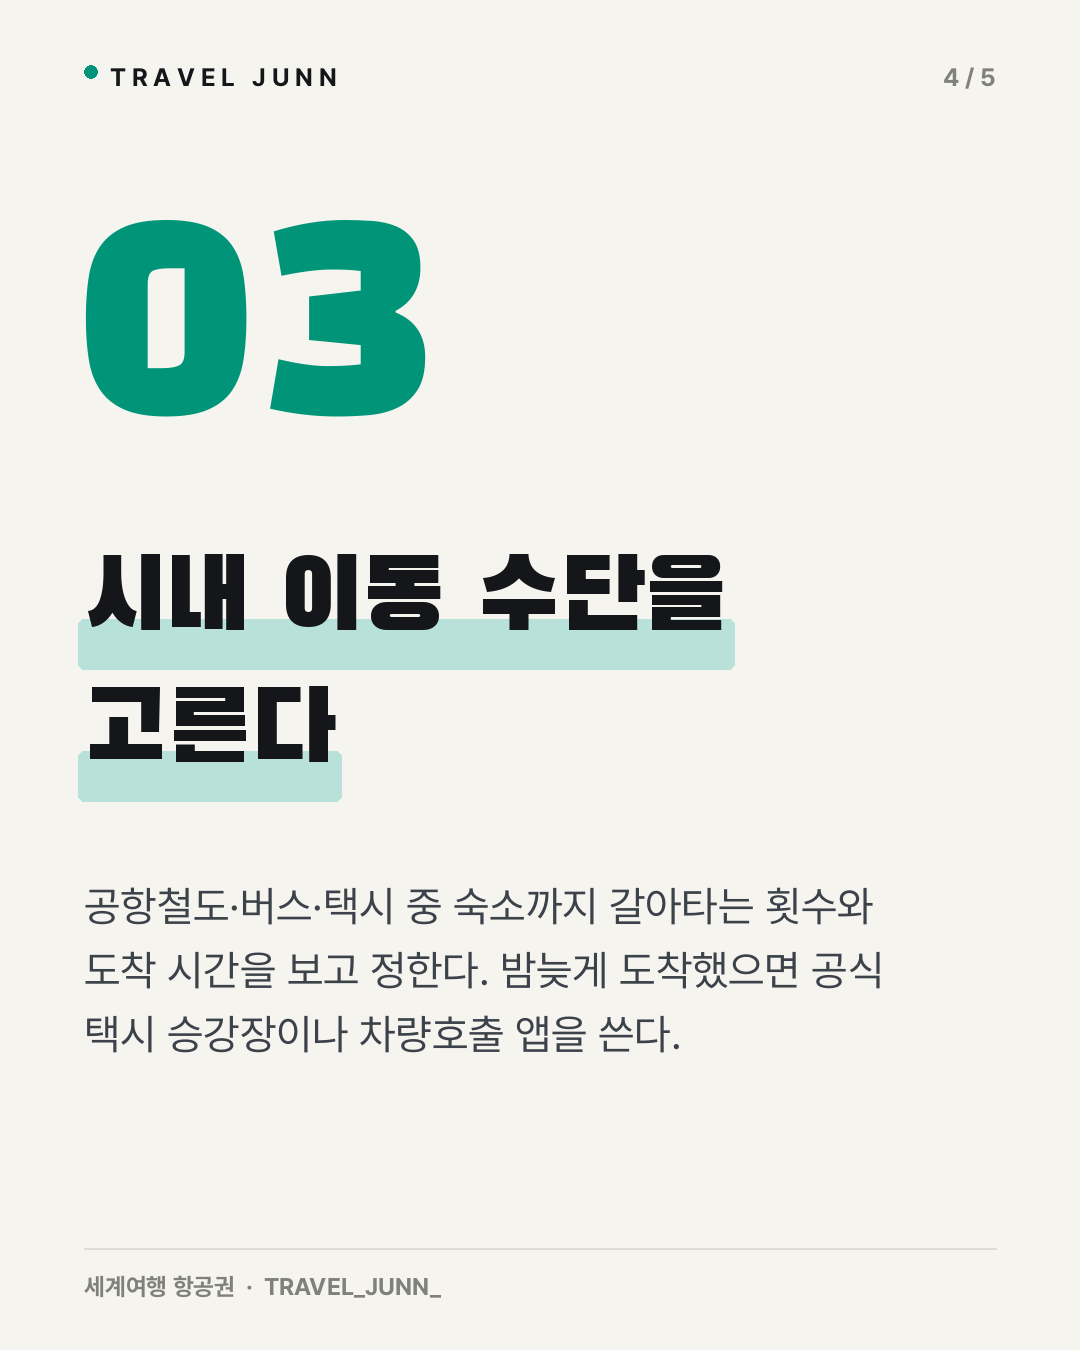 TRAVEL JUNN
4 / 5
03
시내 이동 수단을
고른다
공항철도·버스·택시 중 숙소까지 갈아타는 횟수와
도착 시간을 보고 정한다. 밤늦게 도착했으면 공식
택시 승강장이나 차량호출 앱을 쓴다.
세계여행 항공권 · TRAVEL_JUNN_